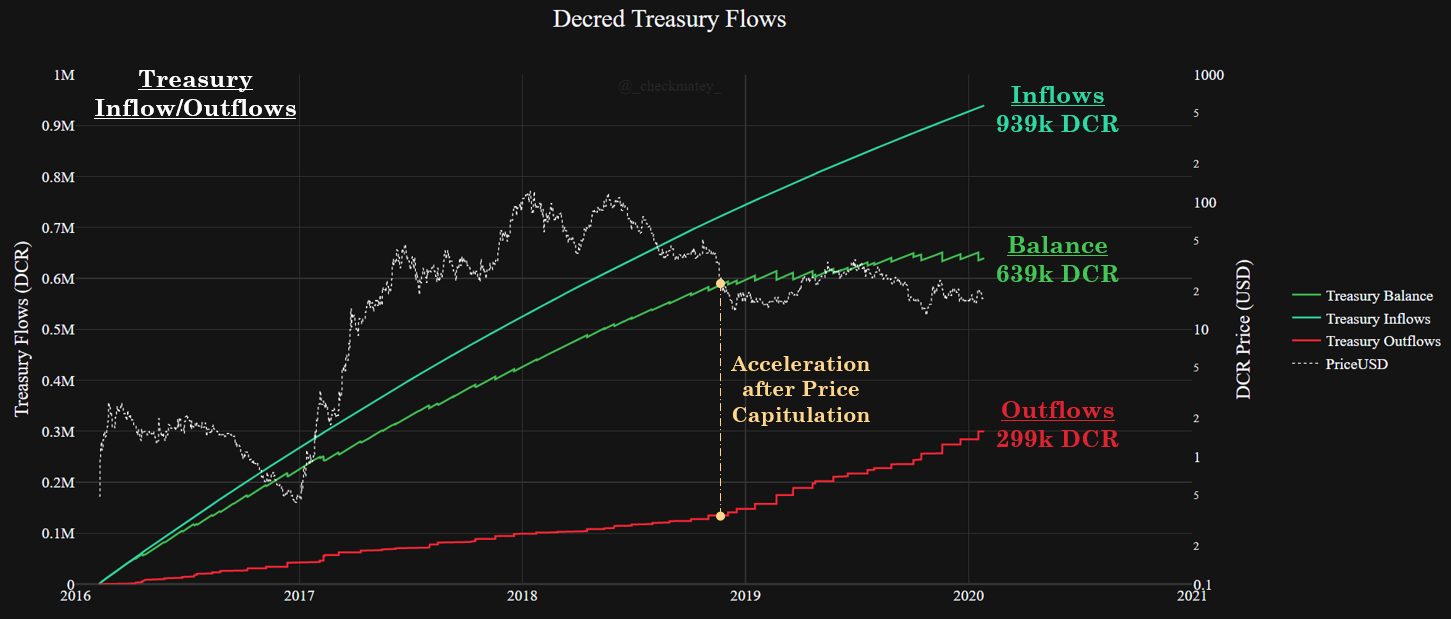 Decred Treasury Flows
Treasury
Inflow/Outflows
@_checkmatey_
Inflows
939k DCR
Balance
639k DCR
Acceleration
after Price
Capitulation
Outflows
299k DCR
Treasury Flows (DCR)
1M
0.9M
0.8M
0.7M
0.6M
0.5M
0.4M
0.3M
0.2M
0.1M
0
2016
2017
2018
2019
2020
2021
1000
5
2
100
5
2
10
5
2
1
5
2
0.1
DCR Price (USD)
Treasury Balance
Treasury Inflows
Treasury Outflows
PriceUSD